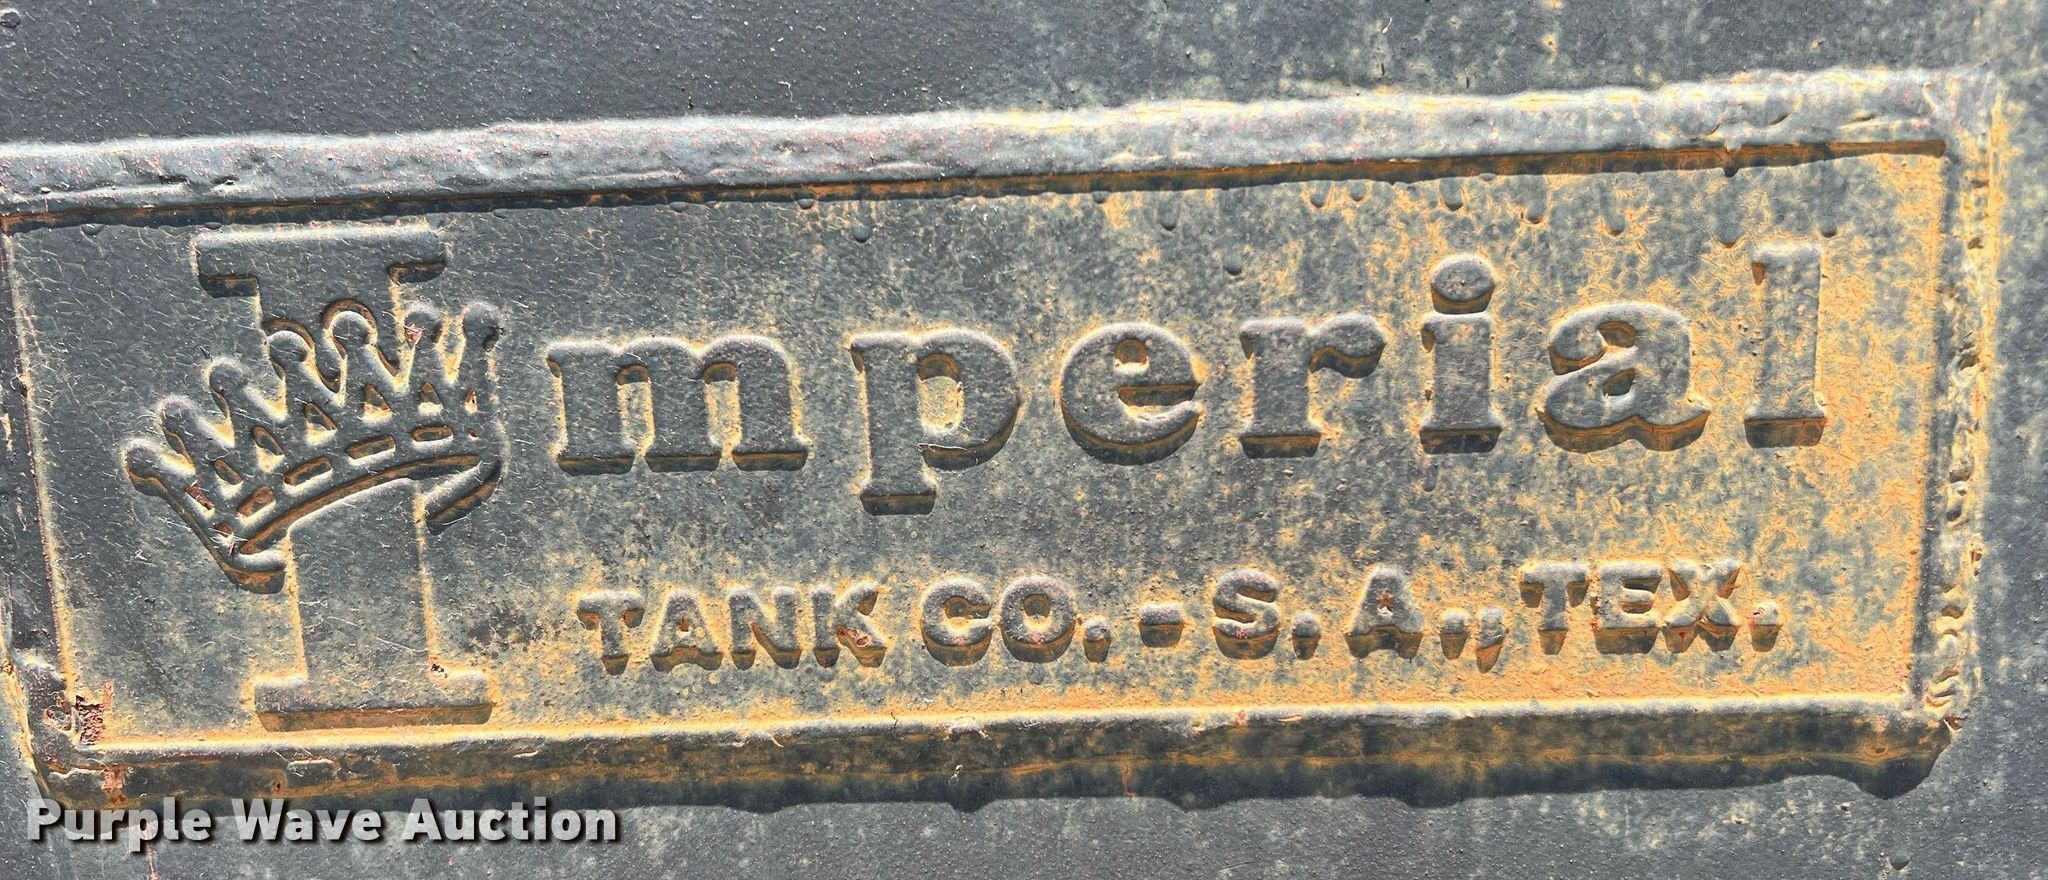 Imperial
TANK CO. - S. A., TEX.
Purple Wave Auction